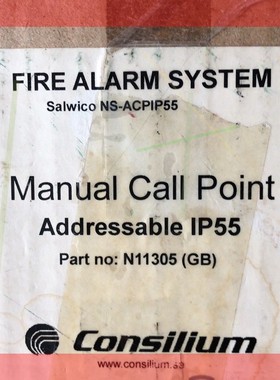 FIRE ALARM SYSTEM
Salwico NS-ACPIP55
Manual Call Point
Addressable IP55
Part no: N11305 (GB)
Consilium
www.consilium.se